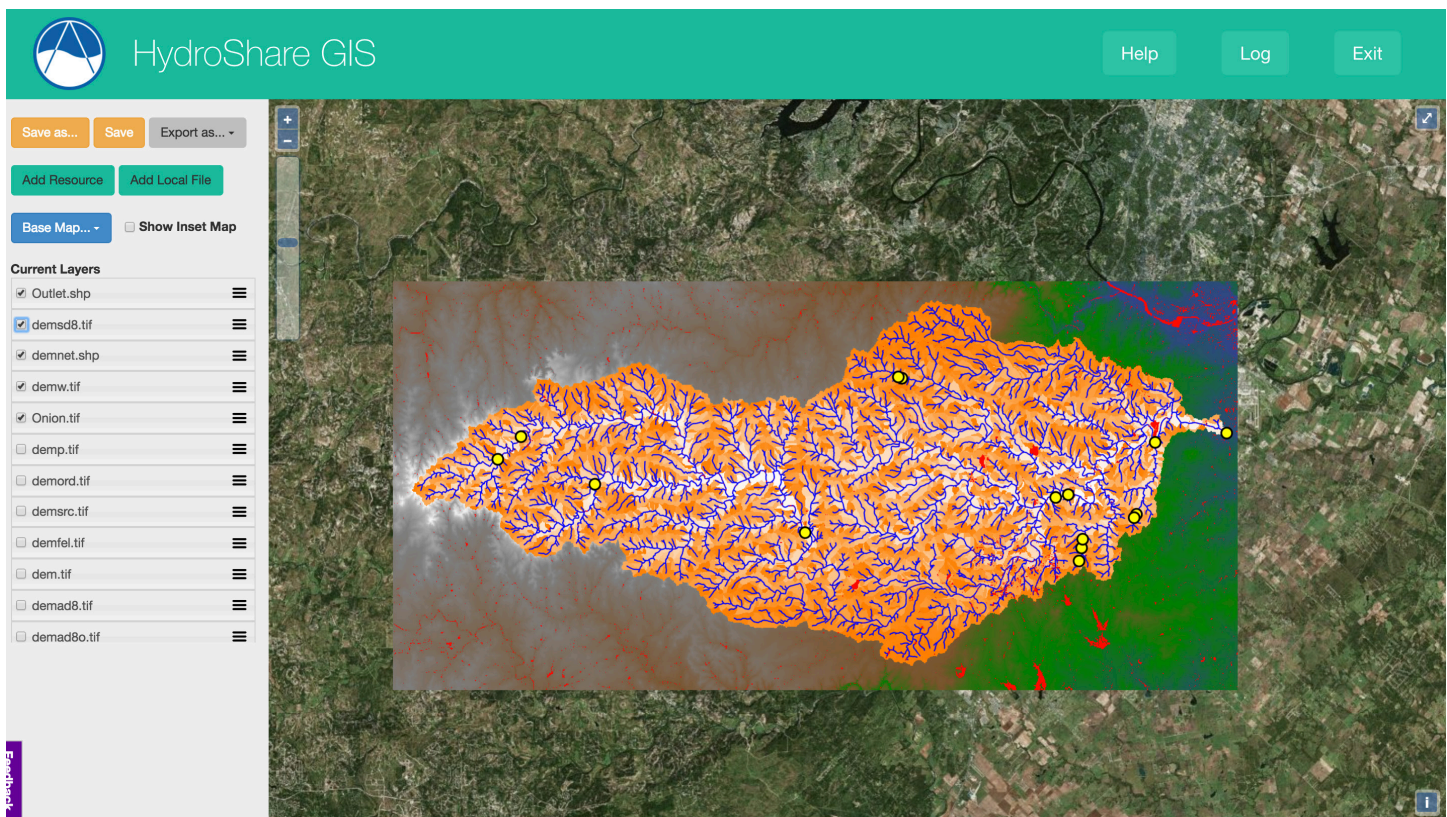 HydroShare GIS
Help Log Exit
Save as... Save Export as...
Add Resource Add Local File
Base Map... Show Inset Map
Current Layers
Outlet.shp
demsd8.tif
demnet.shp
demw.tif
Onion.tif
demp.tif
demord.tif
demsrc.tif
demfel.tif
dem.tif
demad8.tif
demad8o.tif
Feedback
+
−
i